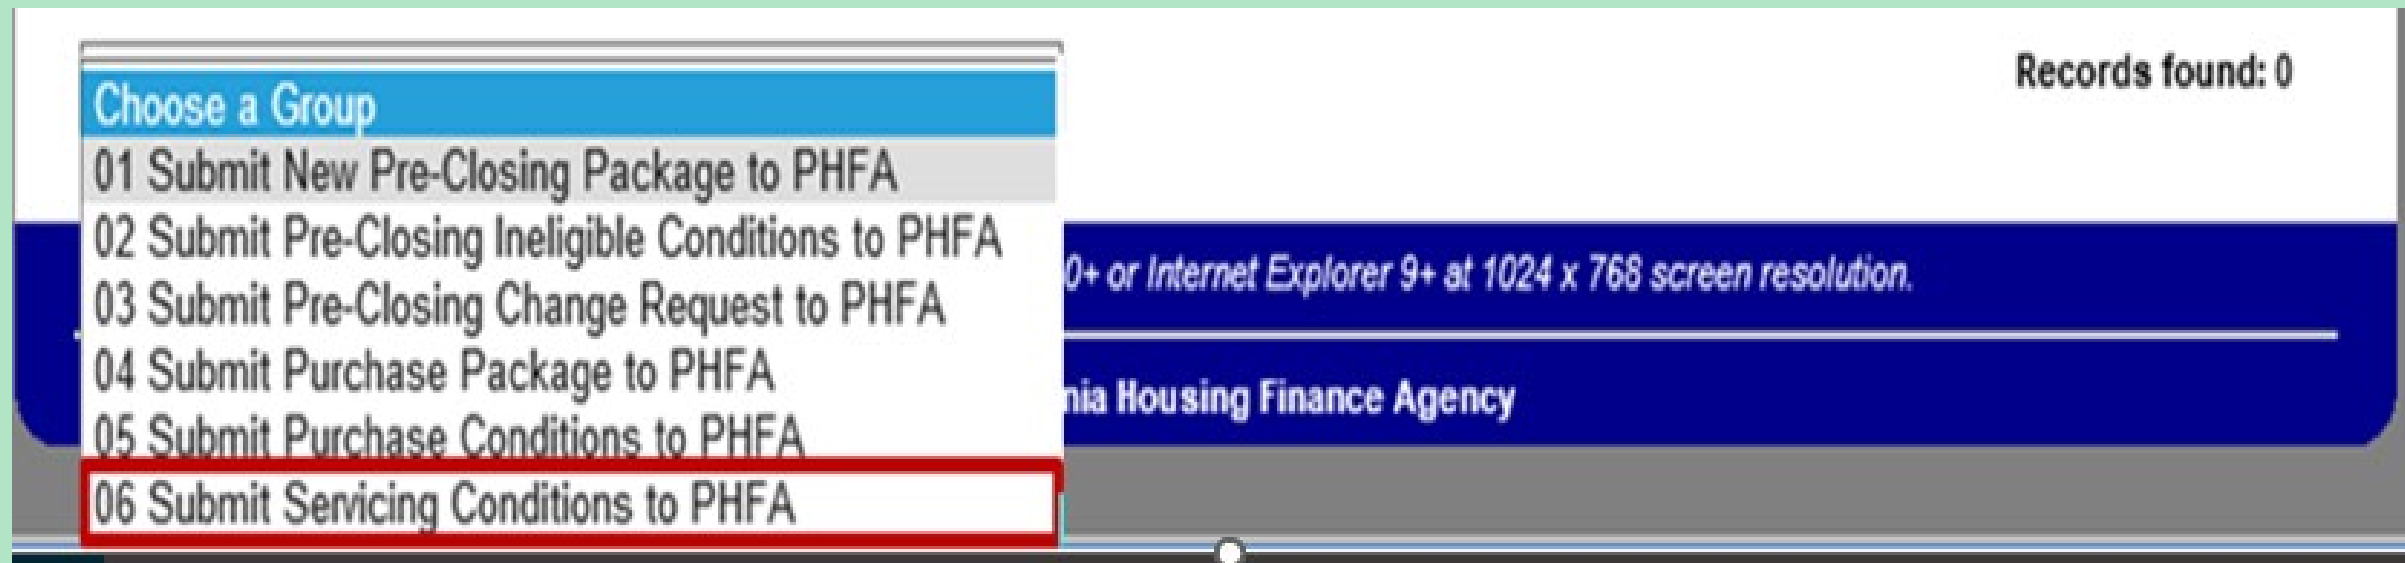 Records found: 0
Choose a Group
01 Submit New Pre-Closing Package to PHFA
02 Submit Pre-Closing Ineligible Conditions to PHFA
03 Submit Pre-Closing Change Request to PHFA
04 Submit Purchase Package to PHFA
05 Submit Purchase Conditions to PHFA
06 Submit Servicing Conditions to PHFA
0+ or Internet Explorer 9+ at 1024 x 768 screen resolution.
nia Housing Finance Agency